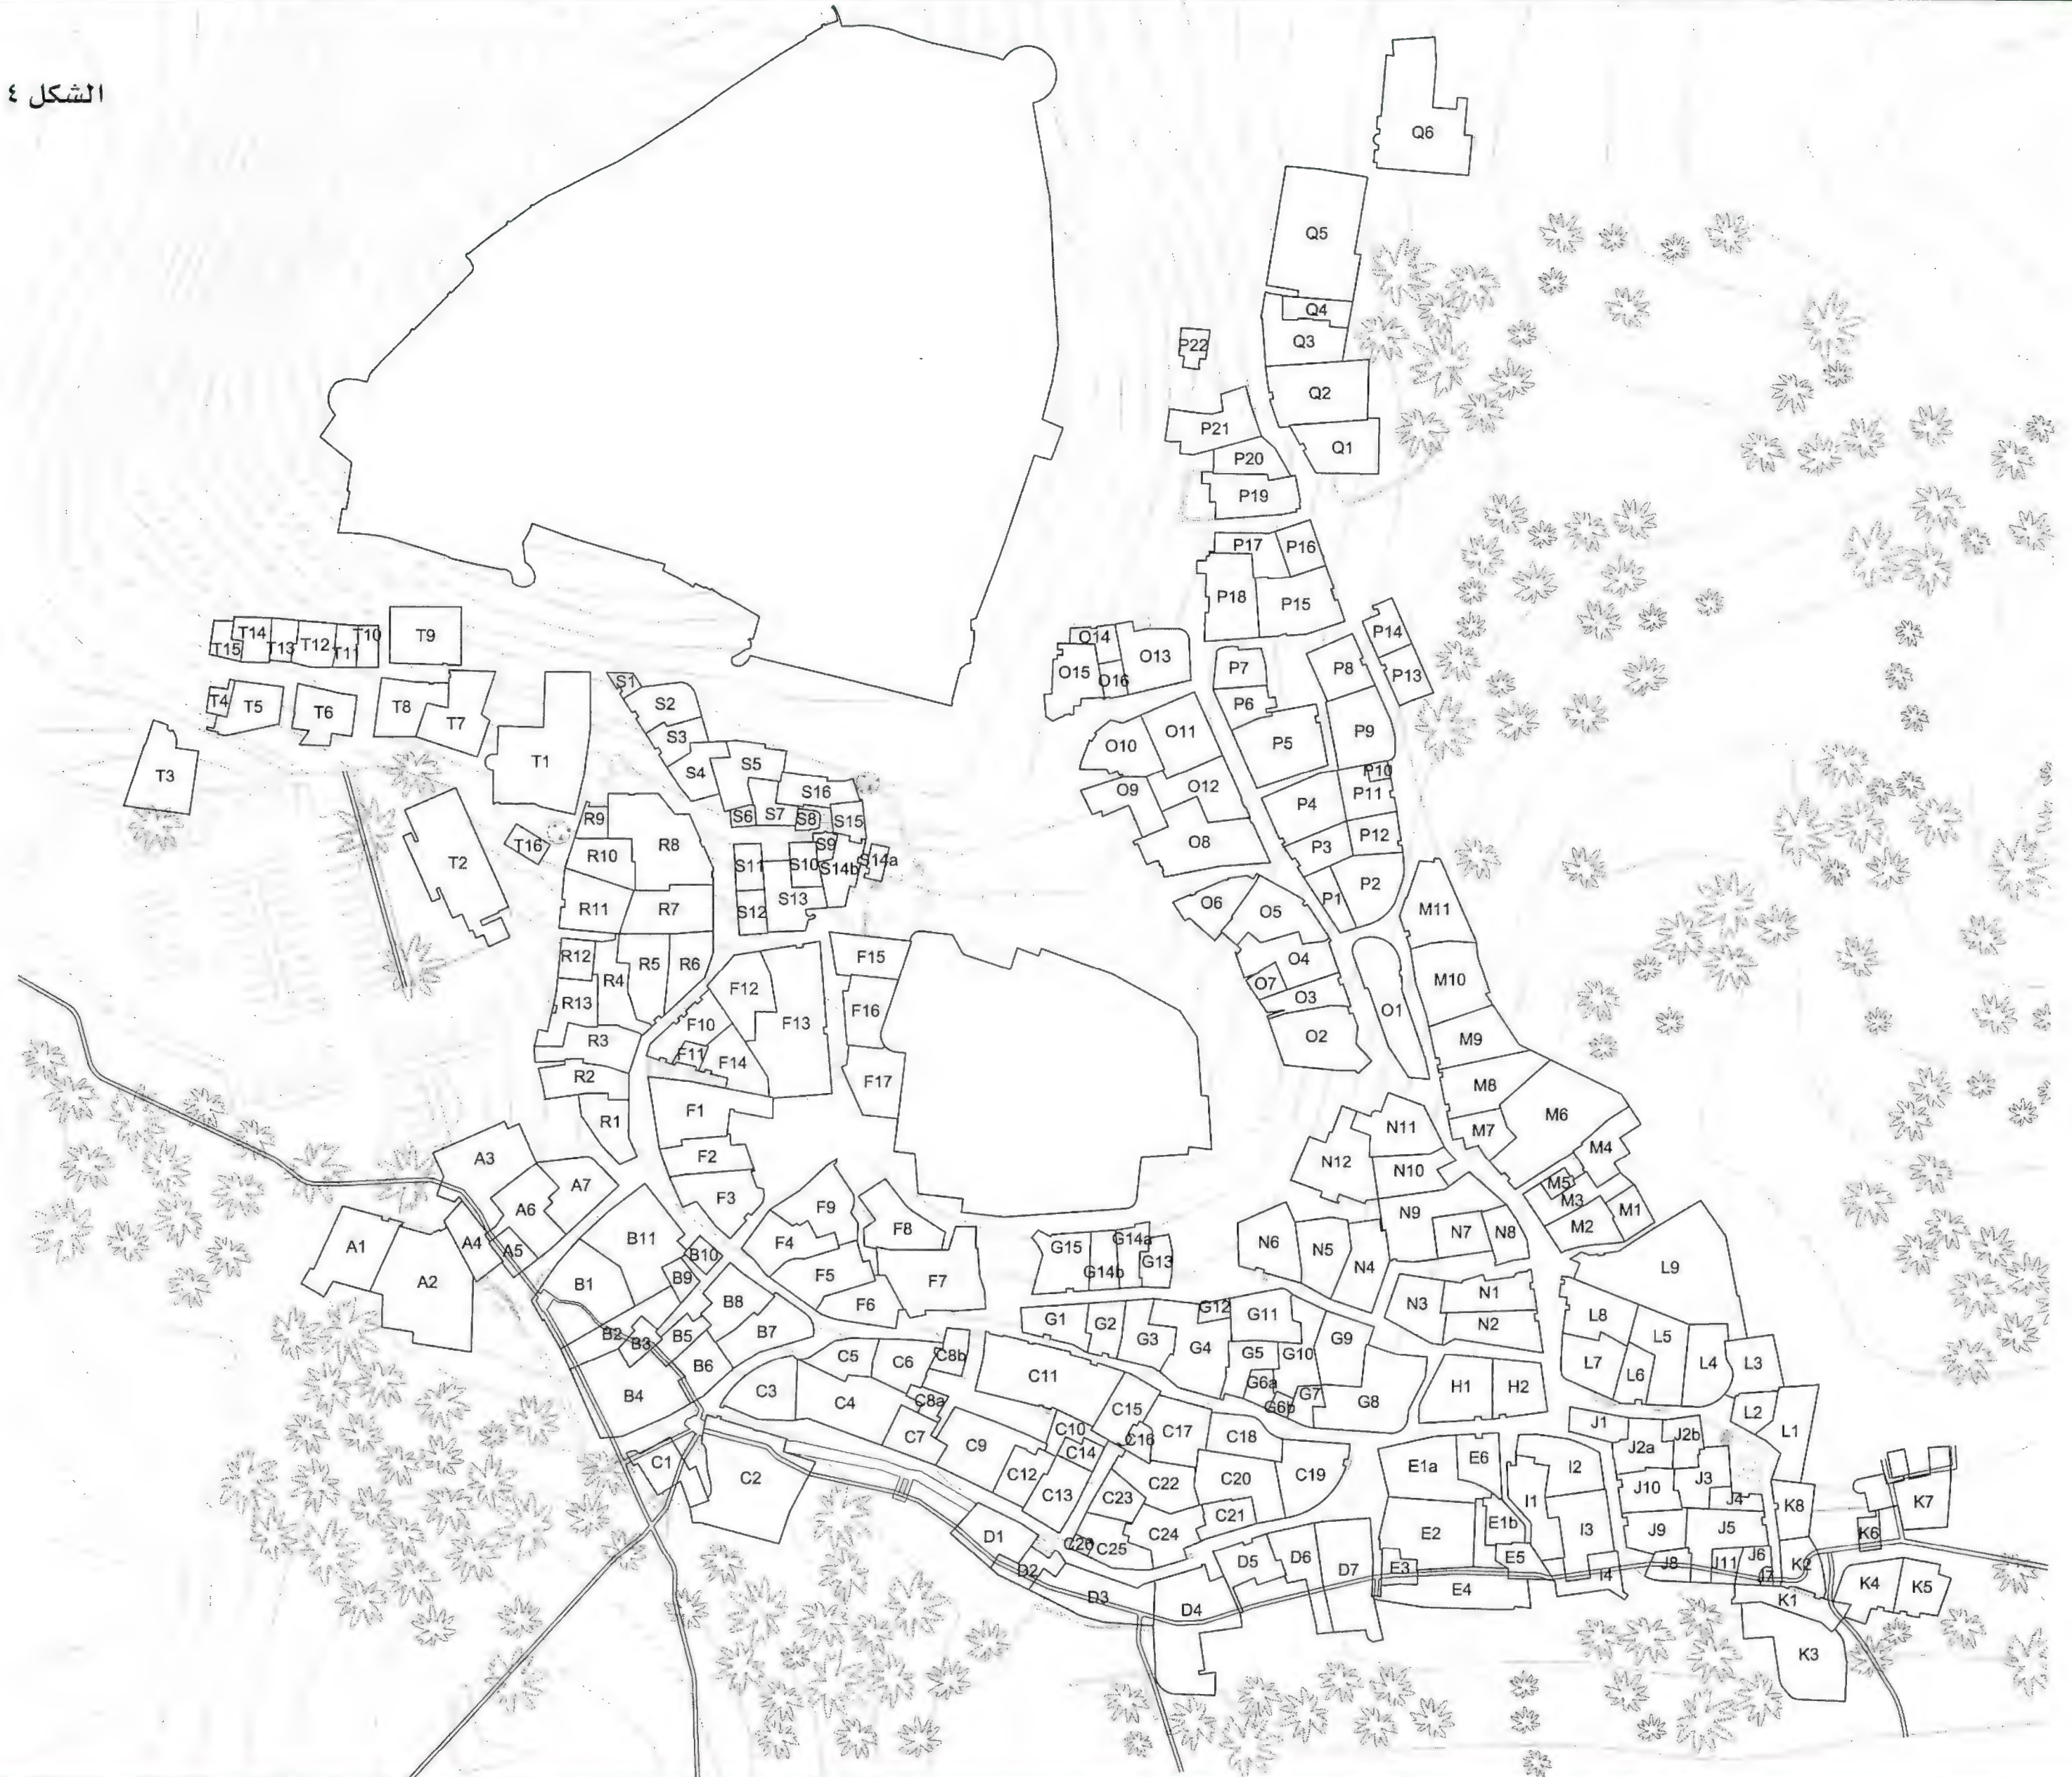 الشكل ٤
Q6
Q5
Q4
P22
Q3
Q2
P21
Q1
P20
P19
P17 P16
P18 P15
T14 T13 T12 T10 T9
T15 T11
O14 O13 P7 P8 P14
O15 O16 P13
S1
T4 T5 T6 T8 T7 S2 P6
S3 O10 O11 P5 P9
T3 T1 S4 S5 P10
S16 O9 O12 P11
R9 S6 S7 S8 S15 P4
T16 R8 S9 O8 P3 P12
T2 R10 S11 S10 S14b S14a
S13 P1 P2
R11 R7 S12 O6 O5 M11
R12 R5 R6 F15 O4
R4 F12 O7 M10
R13 F10 F13 F16 O3 O1
R3 F11 F14 O2 M9
R2 F17 M8
R1 F1 N11 M7 M6
A3 F2 N12 N10 M4
A7 M5
A6 F3 F9 N9 M3 M1
B11 F8 N7 N8 M2
A1 A4 A5 B10 F4 G15 G14a N6 N5
A2 B1 B9 F5 F7 G14b G13 N4 L9
B8 F6 G12 N3 N1
B2 B7 G1 G2 G3 G11 N2 L8
B3 B5 G4 G9 L5
B6 C5 C6 C8b G5 G10 L7 L6 L4 L3
C3 C11 G6a H1 H2
B4 C4 C8a G6b G7 G8 L2
C15 J1 L1
C7 C9 C10 C16 C17 C18 J2a J2b
C1 C2 C14 E1a E6
C12 C22 C20 C19 I2 J3
C13 C23 I1 J10 J4 K8 K7
C21 E1b J9 J5
D1 C24 E2 I3 K6
C26 C25 E5 J6
D2 D5 D6 D7 E3 I4 J8 J11 J7 K2
D3 D4 E4 K1 K4 K5
K3